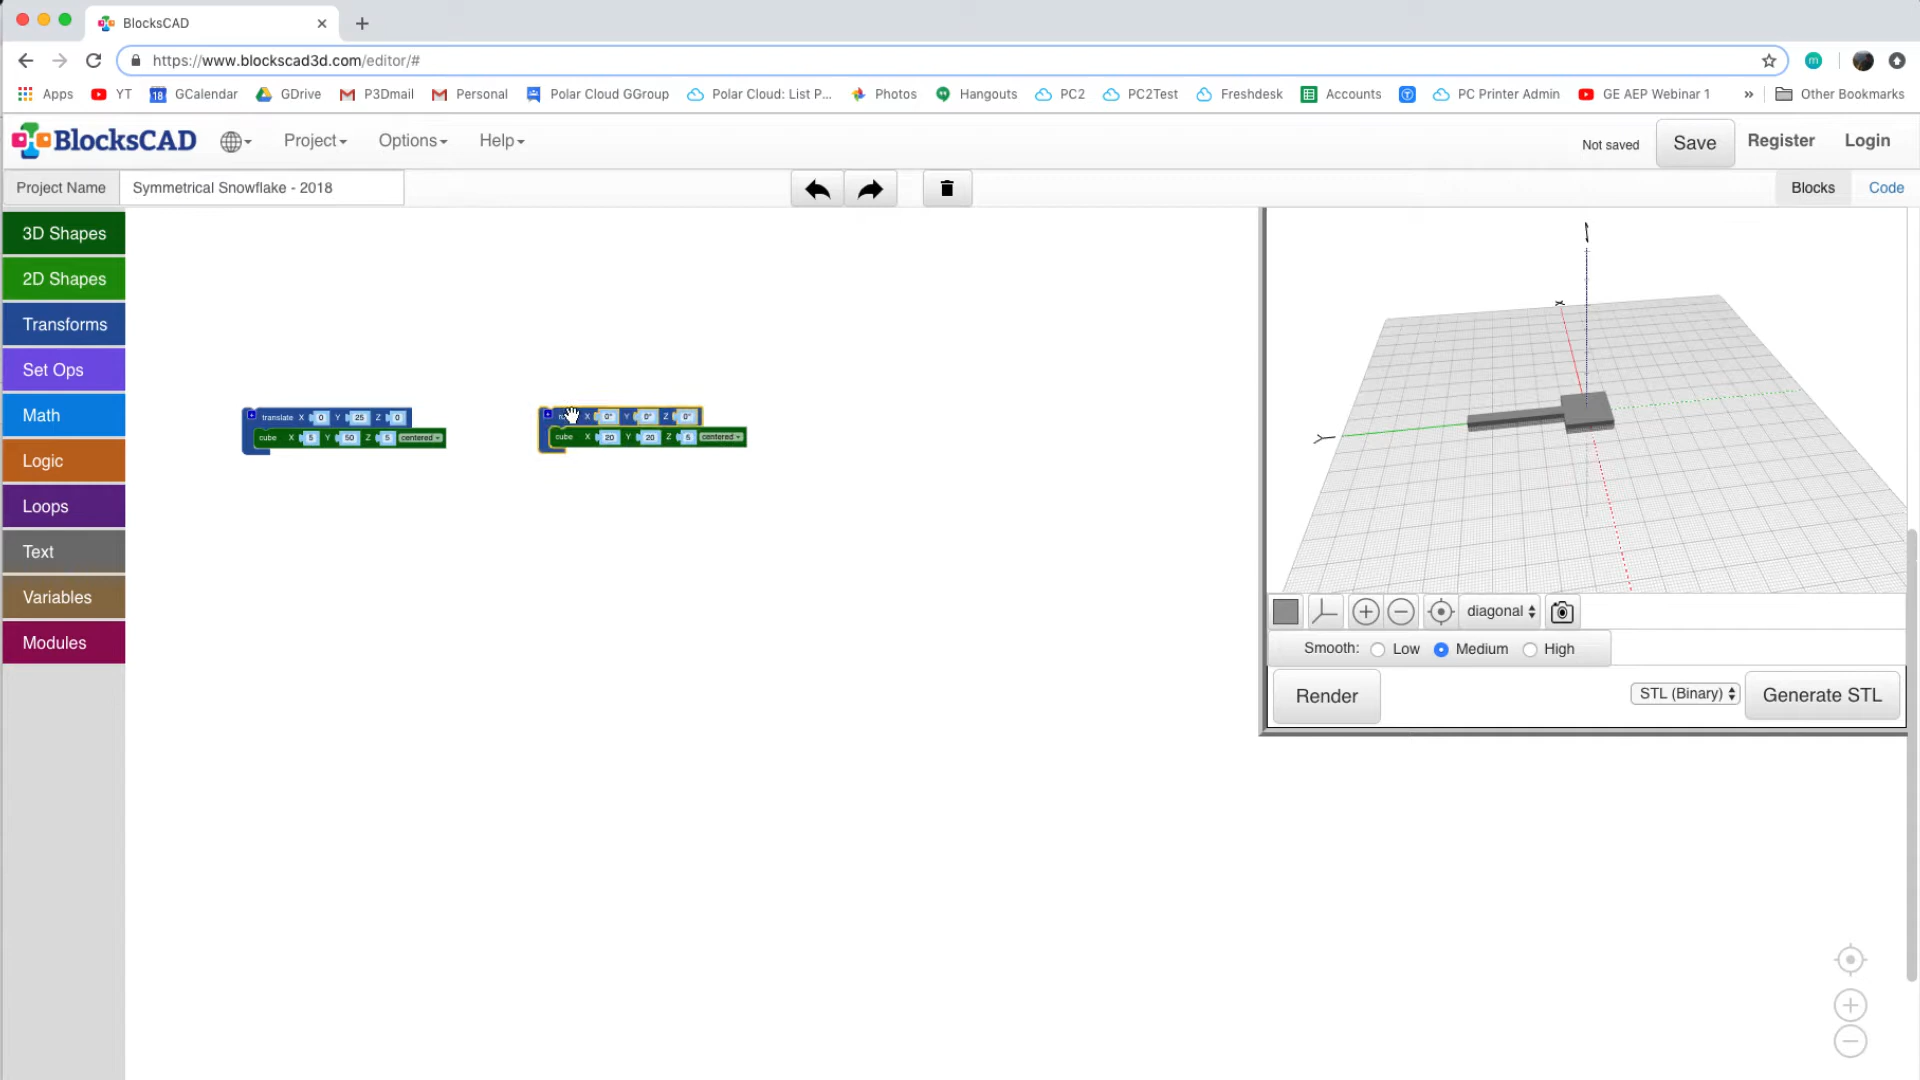 BlocksCAD
https://www.blockscad3d.com/editor/#
Apps YT GCalendar GDrive P3Dmail Personal Polar Cloud GGroup Polar Cloud: List P... Photos Hangouts PC2 PC2Test Freshdesk Accounts PC Printer Admin GE AEP Webinar 1 » Other Bookmarks
BlocksCAD Project Options Help Not saved Save Register Login
Project Name Symmetrical Snowflake - 2018 Blocks Code
3D Shapes
2D Shapes
Transforms
Set Ops
Math
Logic
Loops
Text
Variables
Modules
translate X 0 Y 25 Z 0
cube X 5 Y 50 Z 5 centered
X 0° Y 0° Z 0°
cube X 20 Y 20 Z 5 centered
diagonal
Smooth: Low Medium High
Render STL (Binary) Generate STL